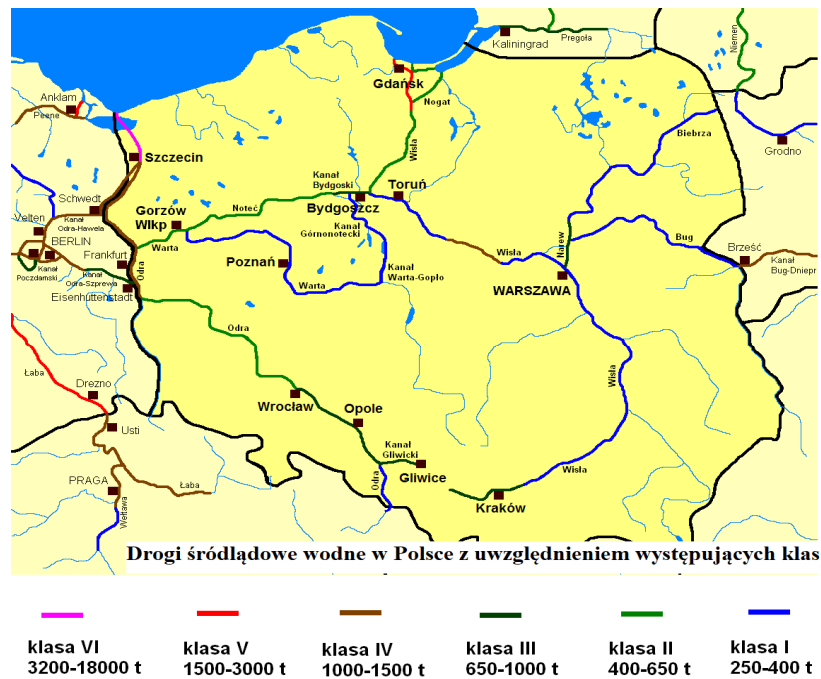 Kaliningrad
Pregoła
Niemen
Gdańsk
Nogat
Wisła
Anklam
Peene
Szczecin
Biebrza
Grodno
Kanał
Bydgoski
Toruń
Bydgoszcz
Noteć
Schwedt
Gorzów
Wlkp
Kanał
Górnonotecki
Velten
Kanał
Odra-Hawela
BERLIN
Warta
Bug
Narew
Wisła
Brześć
Kanał
Bug-Dniepr
Frankfurt
Odra
Poznań
Kanał
Warta-Gopło
Kanał
Poczdamski
Kanał
Odra-Szprewa
Eisenhüttenstadt
Warta
WARSZAWA
Odra
Łaba
Wisła
Drezno
Wrocław
Opole
Usti
Kanał
Gliwicki
Gliwice
Odra
PRAGA
Łaba
Wisła
Kraków
Wełtawa
Drogi śródlądowe wodne w Polsce z uwzględnieniem występujących klas
klasa VI
3200-18000 t
klasa V
1500-3000 t
klasa IV
1000-1500 t
klasa III
650-1000 t
klasa II
400-650 t
klasa I
250-400 t